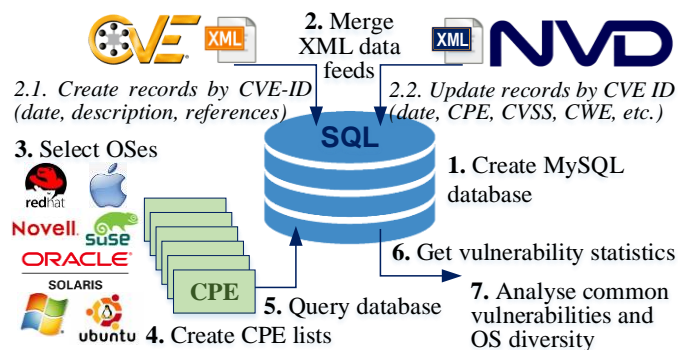 CVE
XML
2. Merge
XML data
feeds
XML
NVD
2.1. Create records by CVE-ID
(date, description, references)
2.2. Update records by CVE ID
(date, CPE, CVSS, CWE, etc.)
SQL
3. Select OSes
redhat
Novell.
SUSE
ORACLE
SOLARIS
ubuntu
CPE
1. Create MySQL
database
4. Create CPE lists
5. Query database
6. Get vulnerability statistics
7. Analyse common
vulnerabilities and
OS diversity